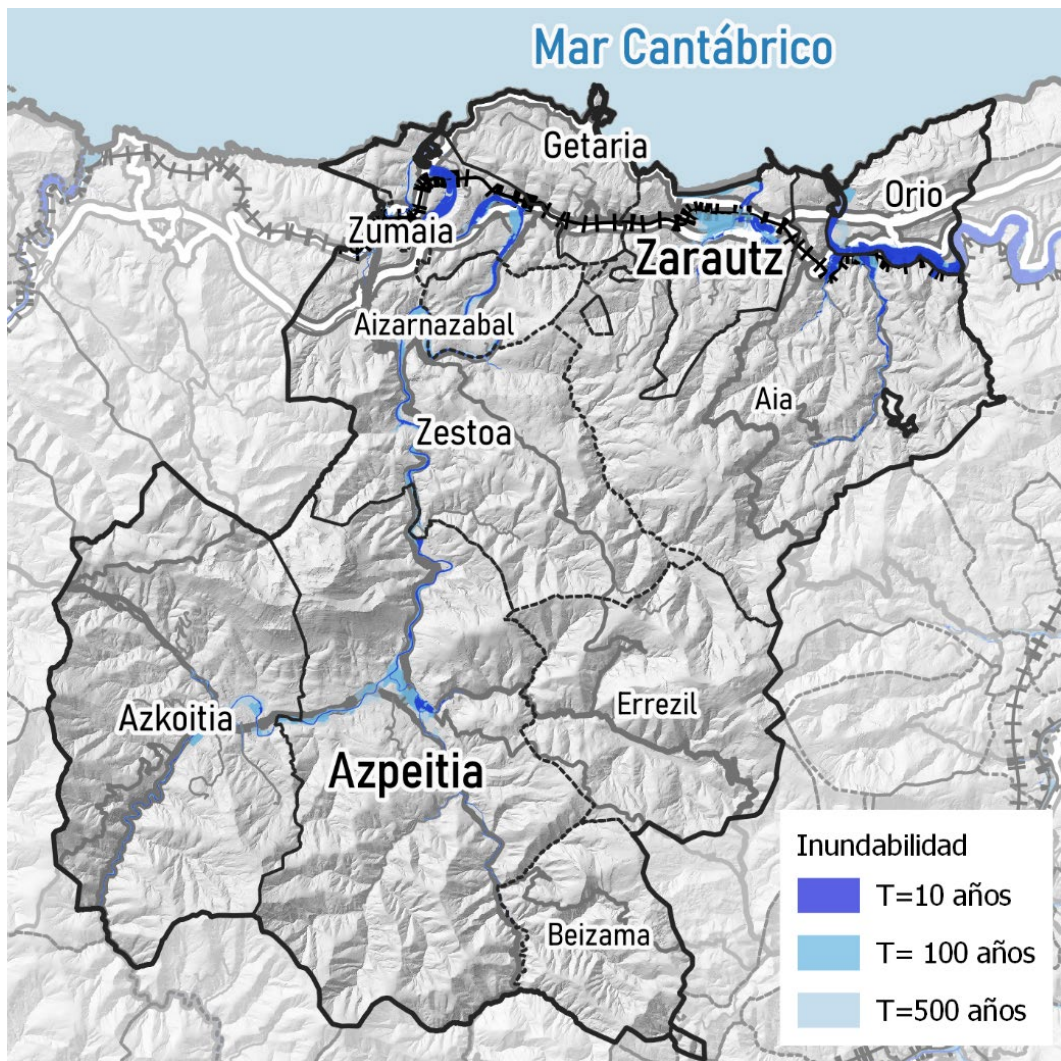 Mar Cantábrico
Getaria
Orio
Zumaia
Zarautz
Aizarnazabal
Aia
Zestoa
Errezil
Azkoitia
Azpeitia
Beizama
Inundabilidad
T=10 años
T= 100 años
T=500 años